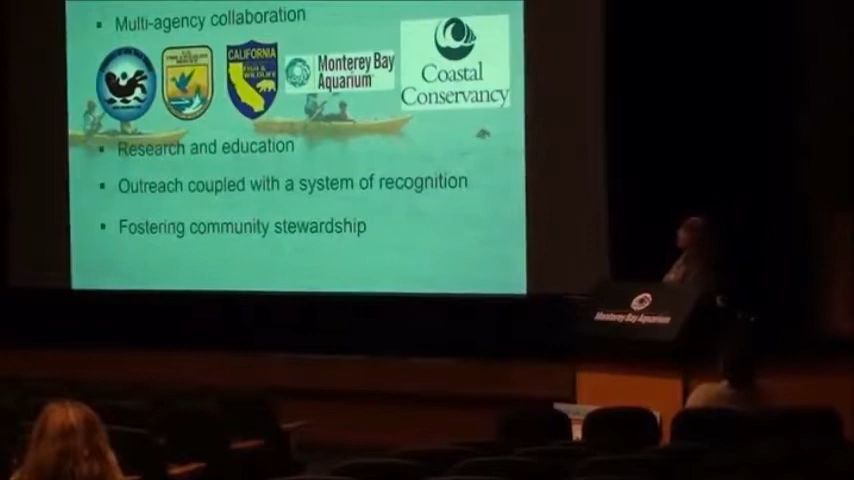 ▪ Multi-agency collaboration
CALIFORNIA
FISH &
WILDLIFE
Monterey Bay
Aquarium
Coastal
Conservancy
▪ Research and education
▪ Outreach coupled with a system of recognition
▪ Fostering community stewardship
Monterey Bay Aquarium